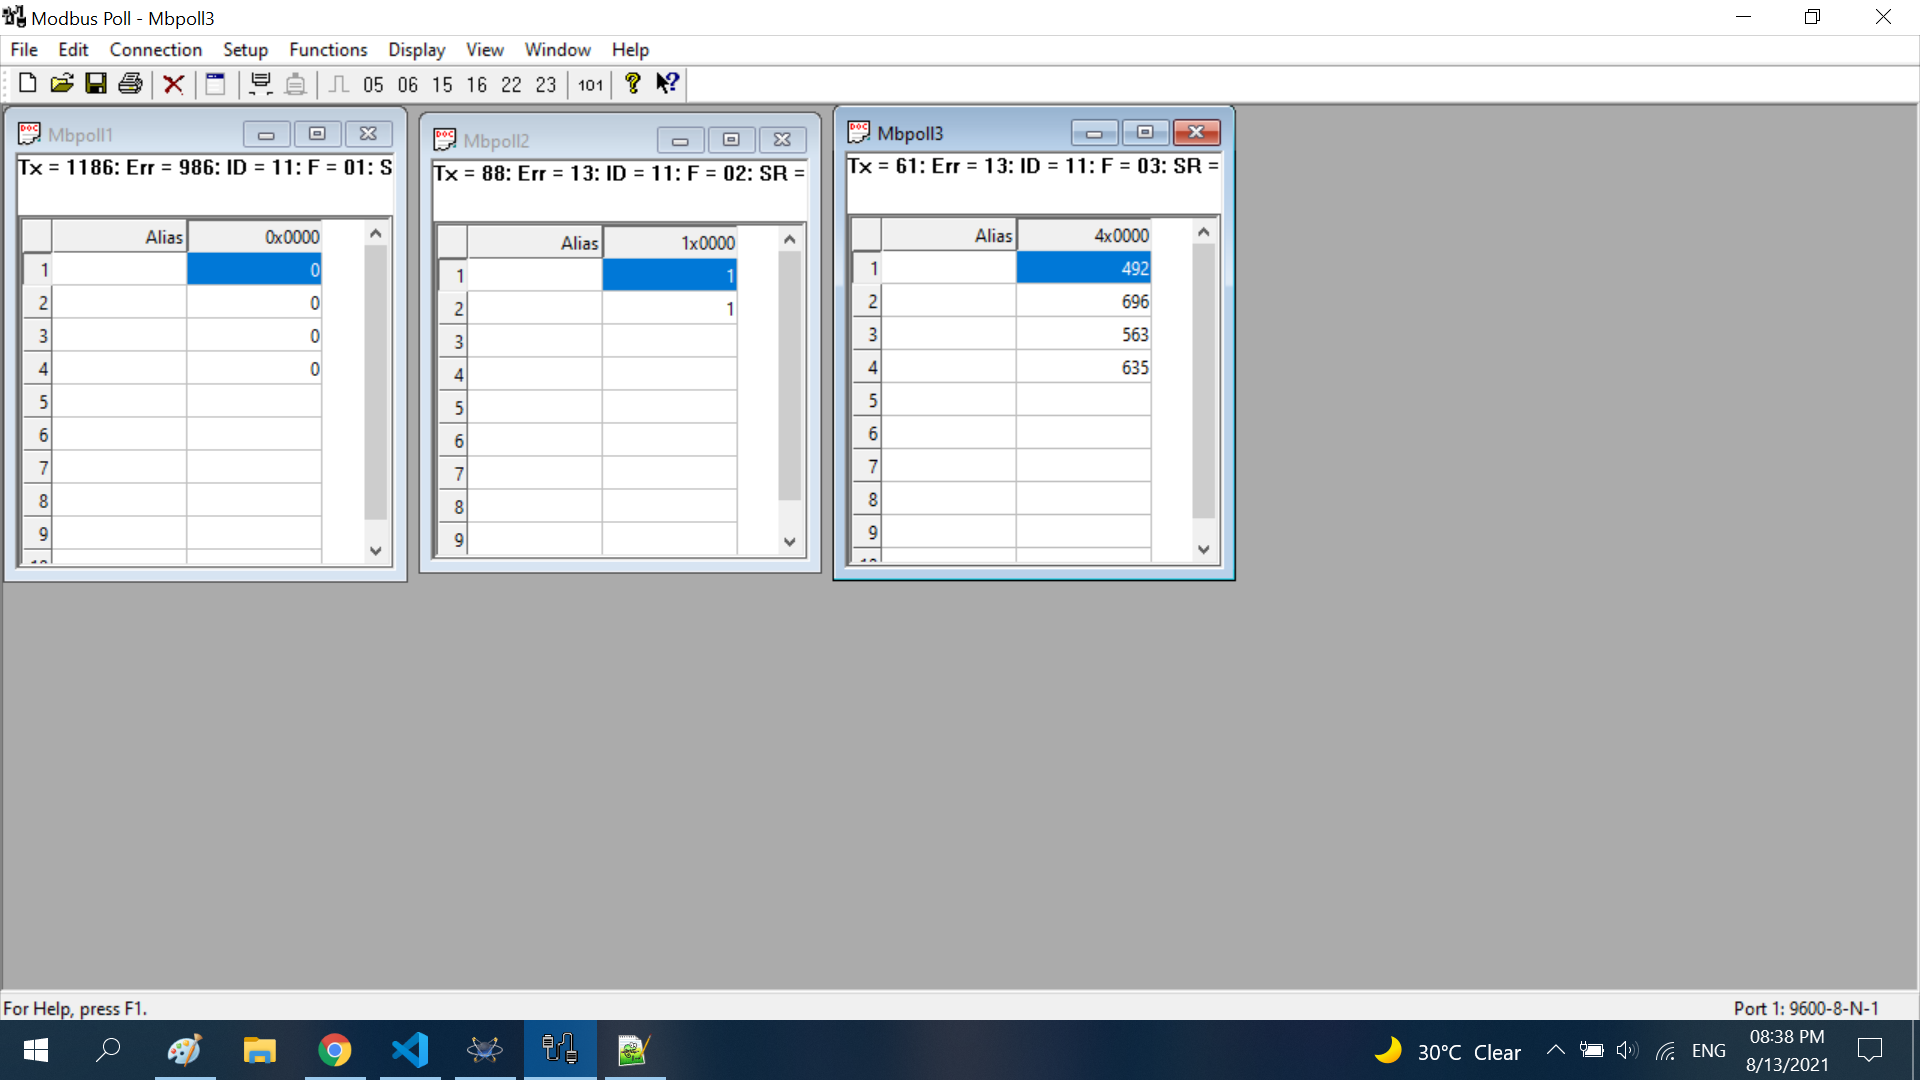 Modbus Poll - Mbpoll3
File Edit Connection Setup Functions Display View Window Help
05 06 15 16 22 23 101
Mbpoll1
Tx = 1186: Err = 986: ID = 11: F = 01: S
Alias 0x0000
1 0
2 0
3 0
4 0
5
6
7
8
9
10
Mbpoll2
Tx = 88: Err = 13: ID = 11: F = 02: SR =
Alias 1x0000
1 1
2 1
3
4
5
6
7
8
9
Mbpoll3
Tx = 61: Err = 13: ID = 11: F = 03: SR =
Alias 4x0000
1 492
2 696
3 563
4 635
5
6
7
8
9
10
For Help, press F1.
Port 1: 9600-8-N-1
30°C Clear
ENG
08:38 PM
8/13/2021